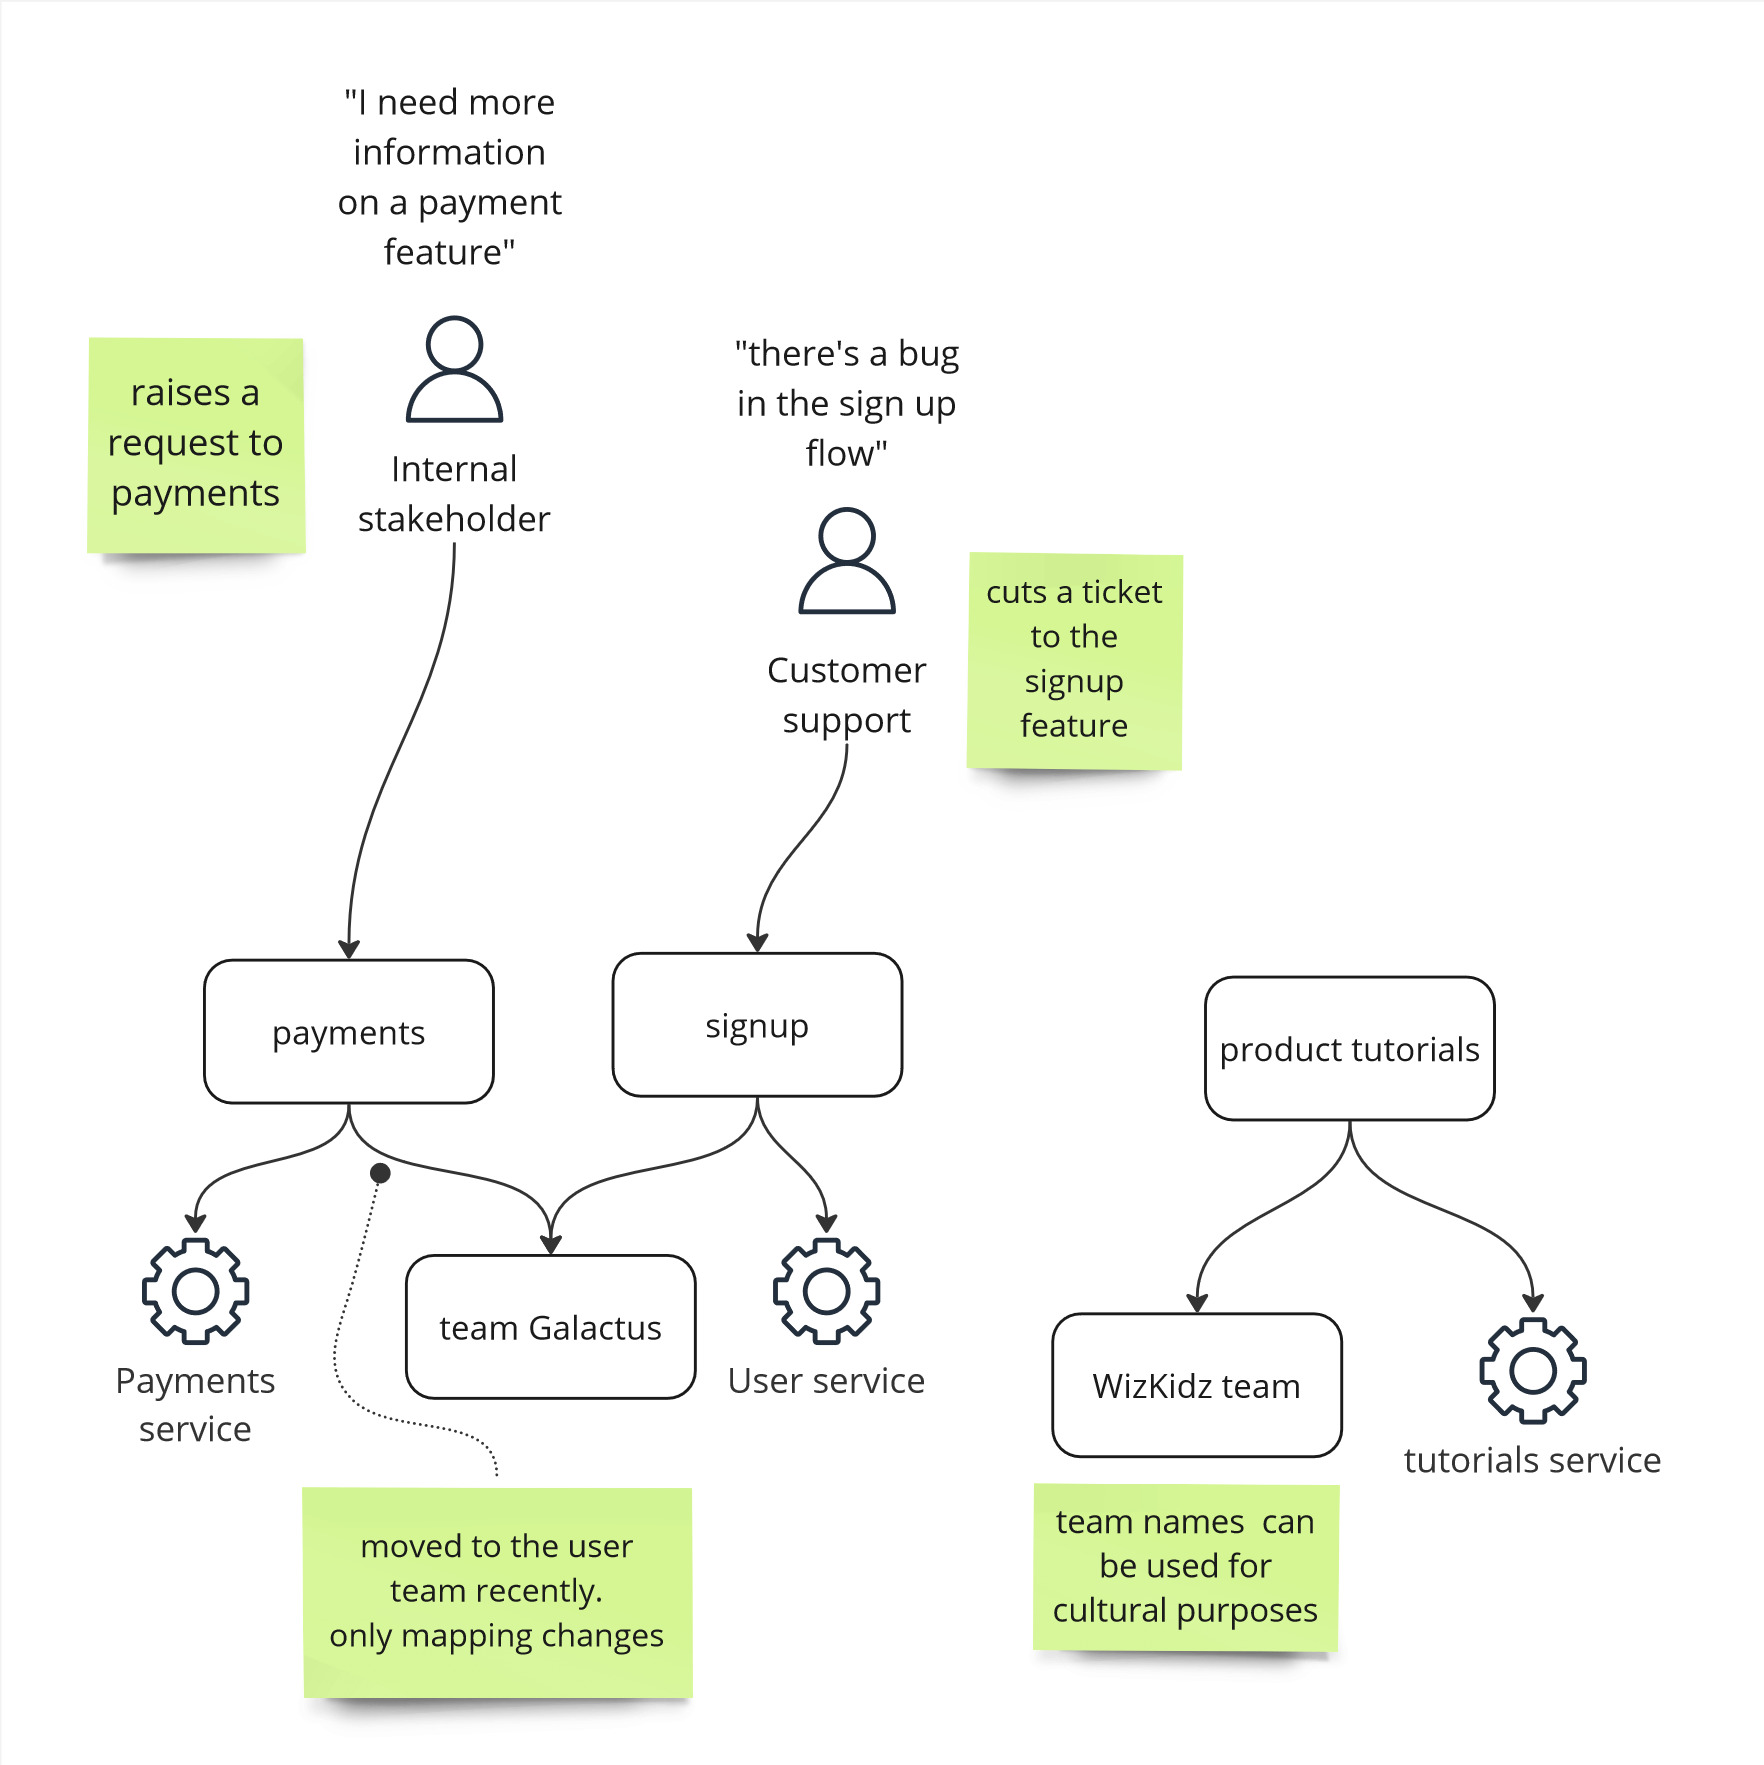 "I need more
information
on a payment
feature"
raises a
request to
payments
Internal
stakeholder
"there's a bug
in the sign up
flow"
Customer
support
cuts a ticket
to the
signup
feature
payments
signup
product tutorials
Payments
service
team Galactus
User service
WizKidz team
tutorials service
moved to the user
team recently.
only mapping changes
team names  can
be used for
cultural purposes